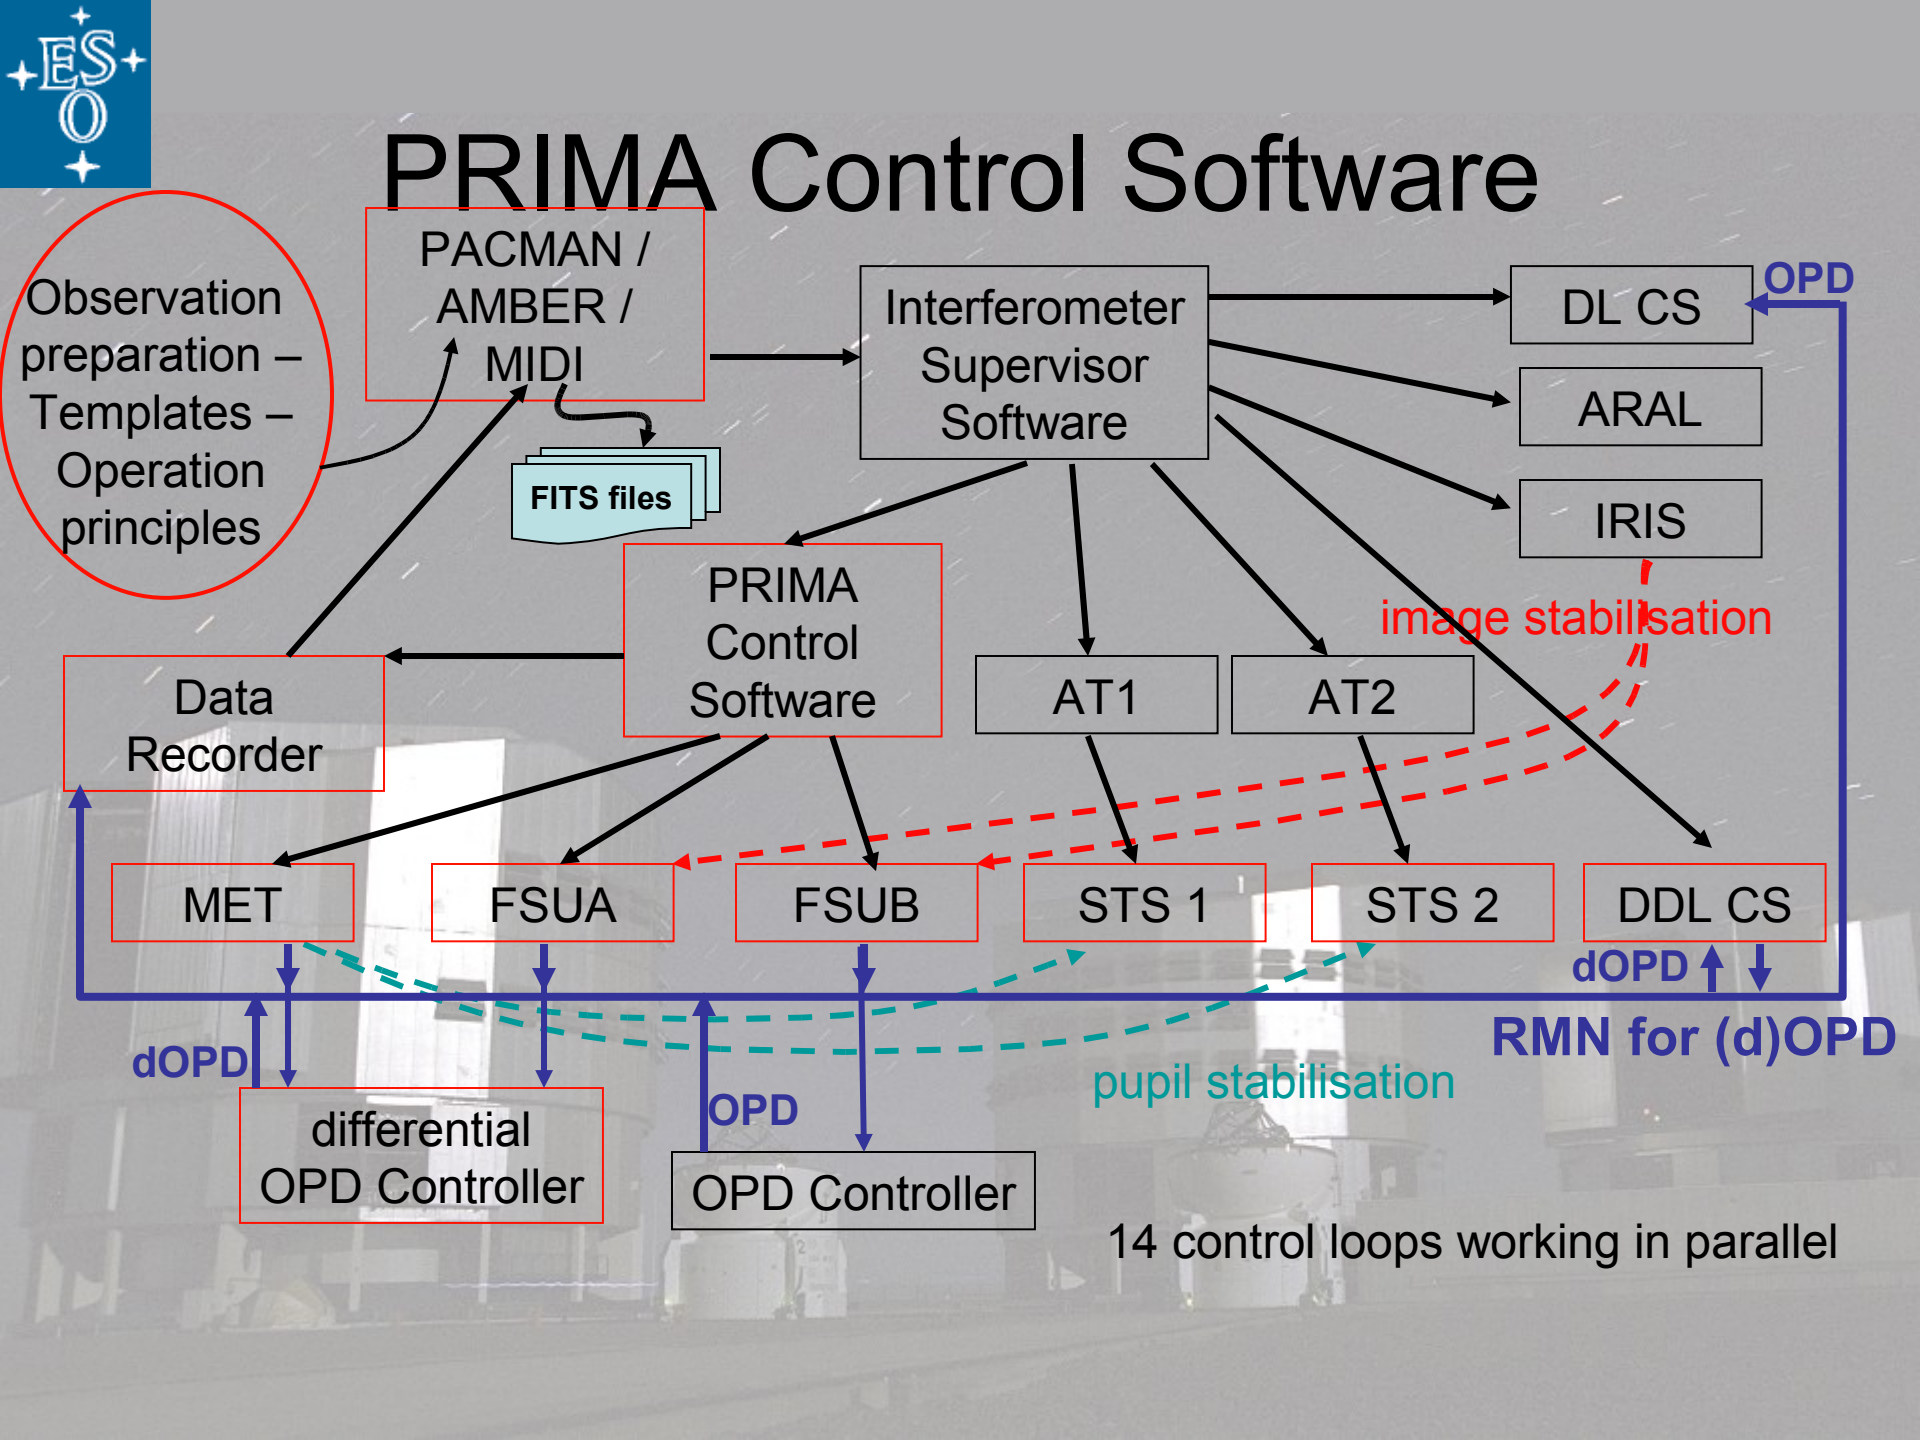 ESO
PRIMA Control Software
Observation
preparation –
Templates –
Operation
principles
PACMAN /
AMBER /
MIDI
FITS files
Interferometer
Supervisor
Software
DL CS
OPD
ARAL
IRIS
image stabilisation
PRIMA
Control
Software
Data
Recorder
AT1
AT2
MET
FSUA
FSUB
STS 1
STS 2
DDL CS
dOPD
RMN for (d)OPD
dOPD
OPD
pupil stabilisation
differential
OPD Controller
OPD Controller
14 control loops working in parallel